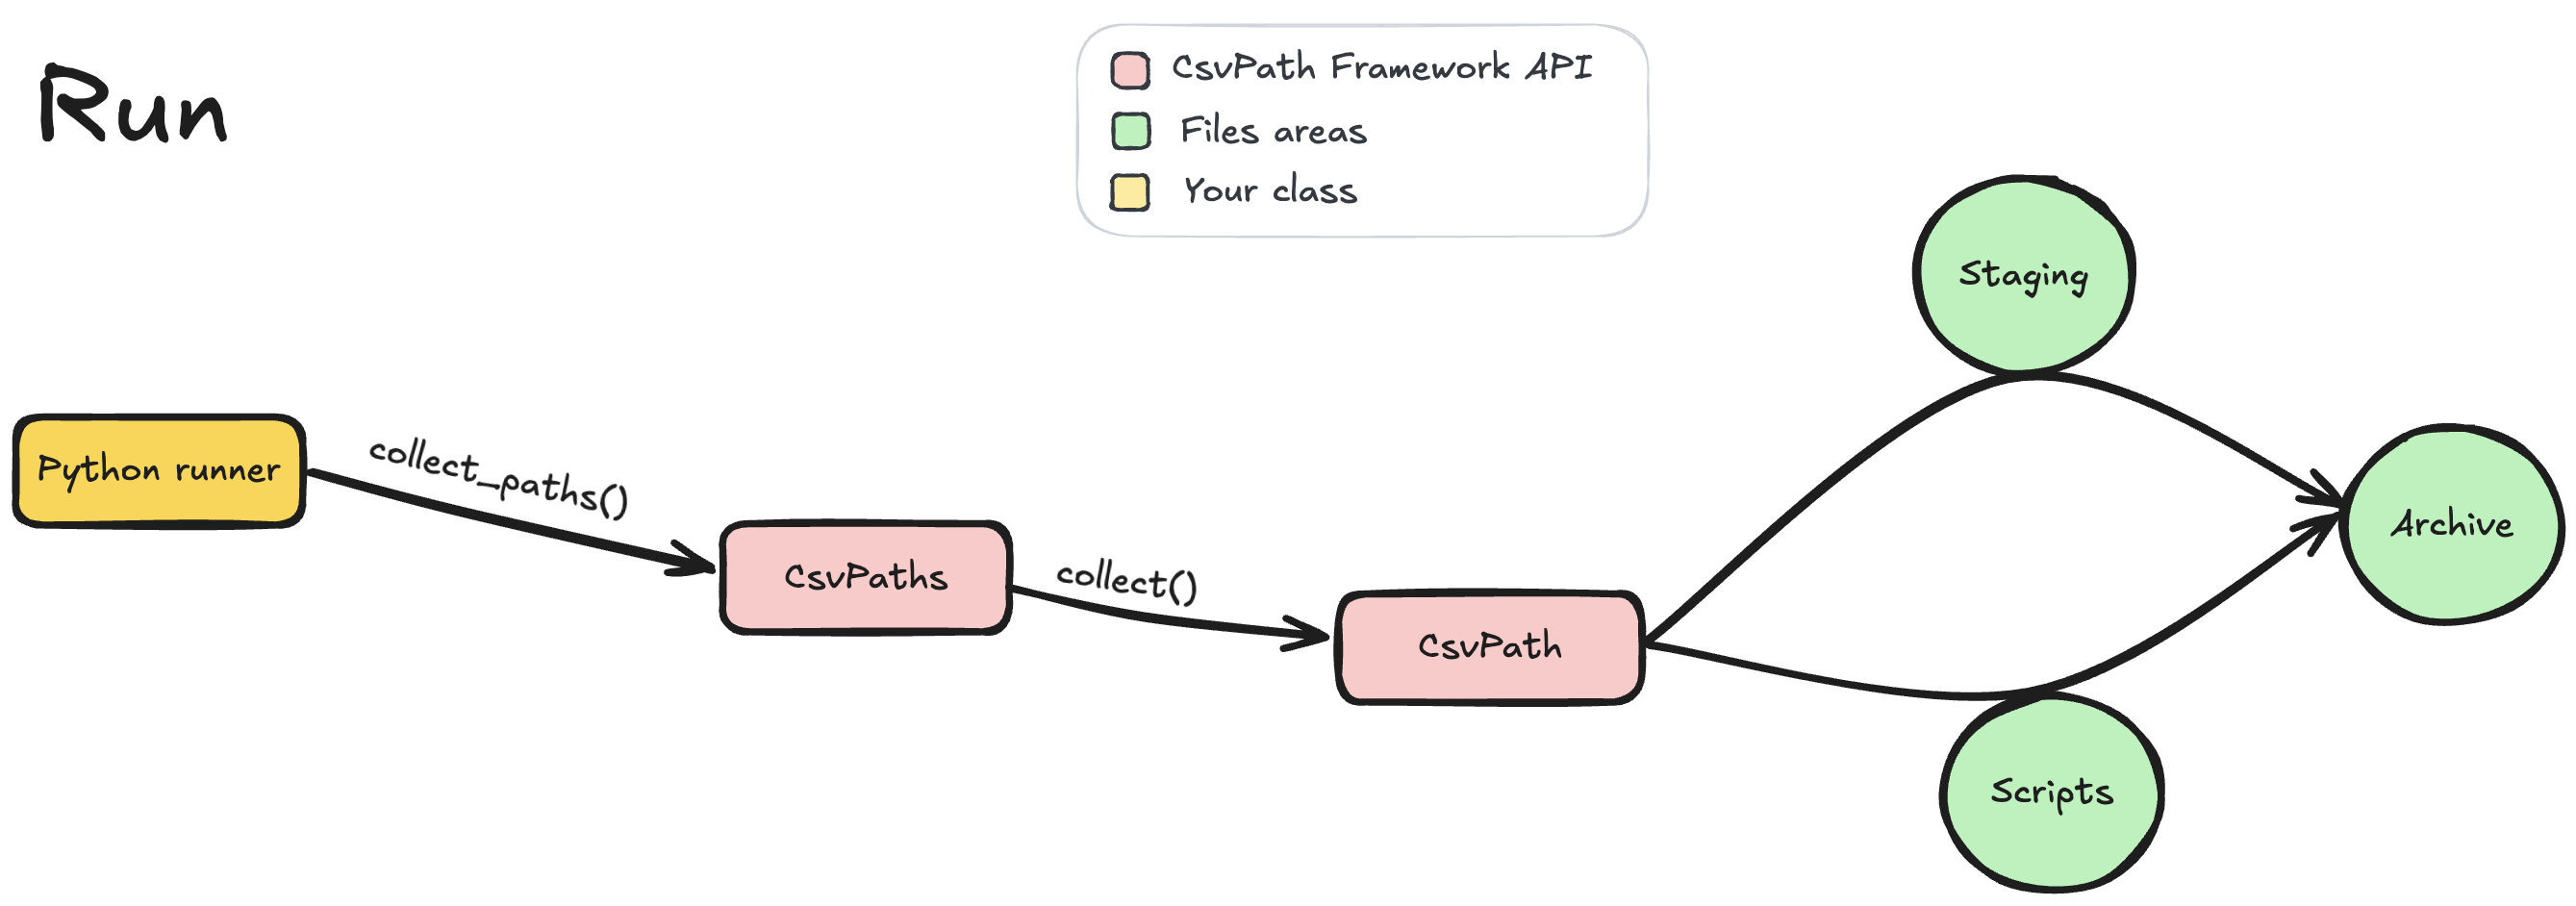 Run
CsvPath Framework API
Files areas
Your class
Staging
Python runner
collect_paths()
CsvPaths
collect()
CsvPath
Archive
Scripts